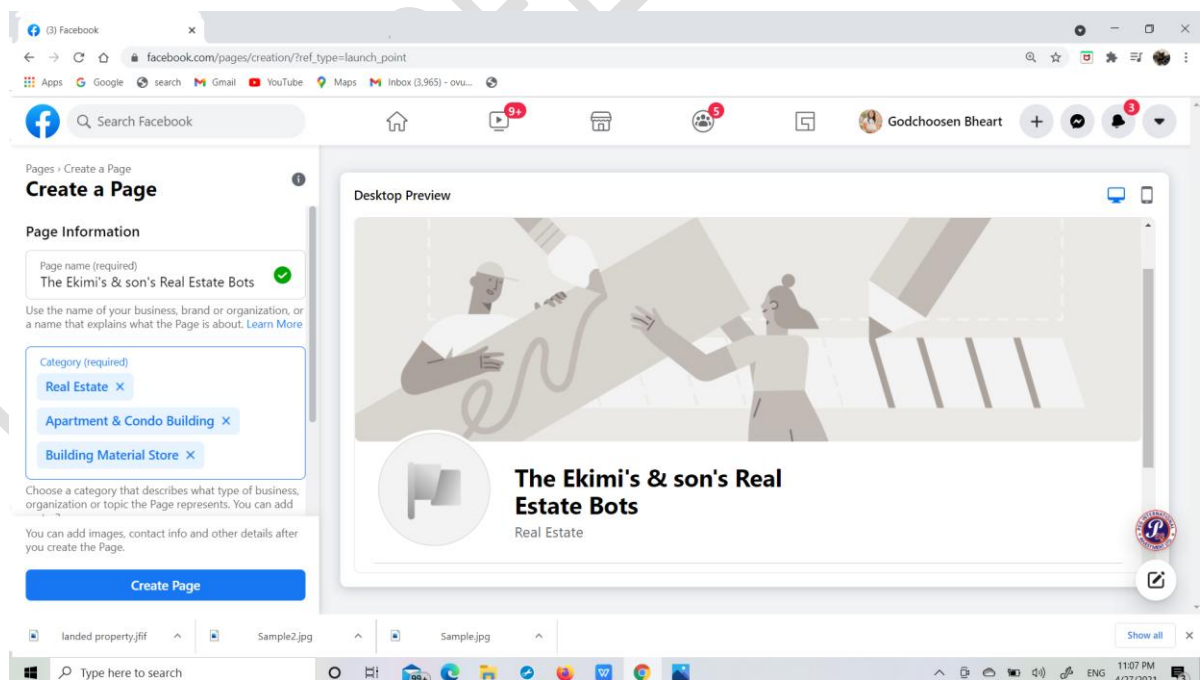 (3) Facebook
facebook.com/pages/creation/?ref_type=launch_point
Apps Google search Gmail YouTube Maps Inbox (3,965) - ovu...
Search Facebook
9+
5
Godchoosen Bheart
3
Pages › Create a Page
Create a Page
Page Information
Page name (required)
The Ekimi's & son's Real Estate Bots
Use the name of your business, brand or organization, or
a name that explains what the Page is about. Learn More
Category (required)
Real Estate ×
Apartment & Condo Building ×
Building Material Store ×
Choose a category that describes what type of business,
organization or topic the Page represents. You can add
You can add images, contact info and other details after
you create the Page.
Create Page
Desktop Preview
The Ekimi's & son's Real
Estate Bots
Real Estate
landed property.jfif
Sample2.jpg
Sample.jpg
Show all
Type here to search
99+
ENG
11:07 PM
4/27/2021